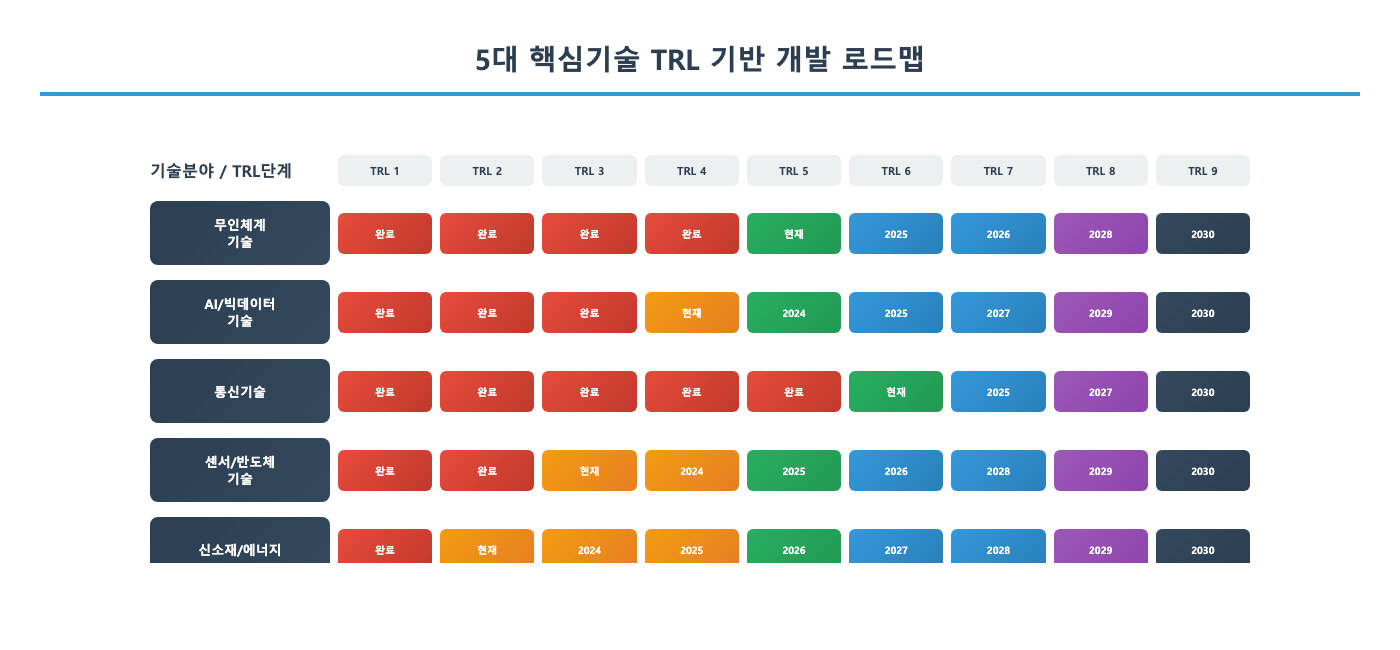 5대 핵심기술 TRL 기반 개발 로드맵
기술분야 / TRL단계 TRL 1 TRL 2 TRL 3 TRL 4 TRL 5 TRL 6 TRL 7 TRL 8 TRL 9
무인체계
기술
완료 완료 완료 완료 현재 2025 2026 2028 2030
AI/빅데이터
기술
완료 완료 완료 현재 2024 2025 2027 2029 2030
통신기술 완료 완료 완료 완료 완료 현재 2025 2027 2030
센서/반도체
기술
완료 완료 현재 2024 2025 2026 2028 2029 2030
신소재/에너지 완료 현재 2024 2025 2026 2027 2028 2029 2030